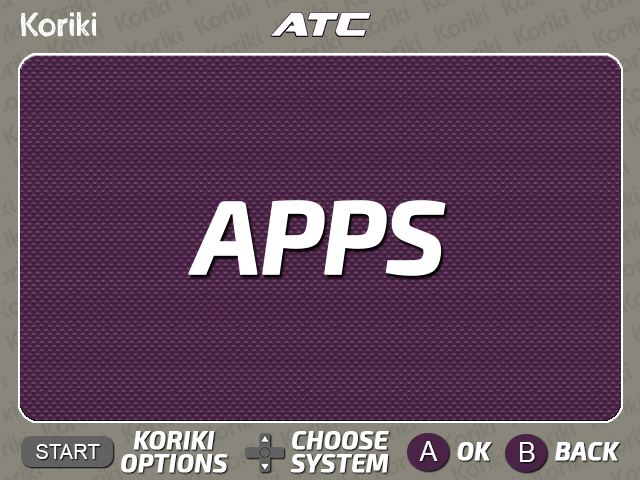 Koriki
ATC
APPS
START
KORIKI
OPTIONS
CHOOSE
SYSTEM
A
OK
B
BACK